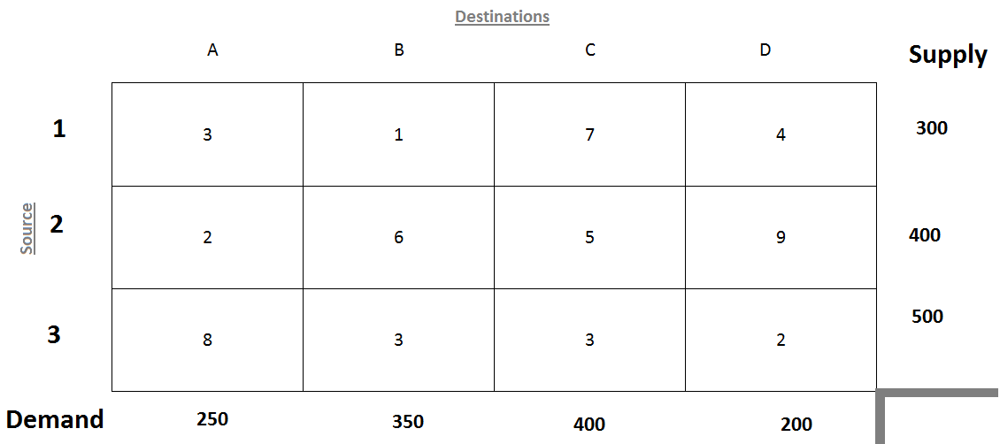 Destinations
A B C D Supply
1 3 1 7 4 300
Source
2 2 6 5 9 400
3 8 3 3 2 500
Demand 250 350 400 200